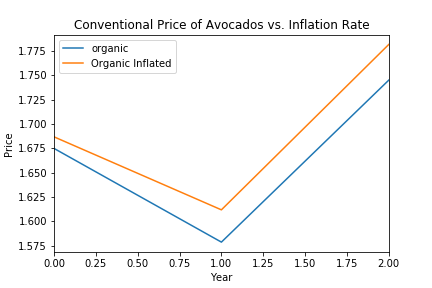 Conventional Price of Avocados vs. Inflation Rate
organic
Organic Inflated
Price
1.775
1.750
1.725
1.700
1.675
1.650
1.625
1.600
1.575
0.00 0.25 0.50 0.75 1.00 1.25 1.50 1.75 2.00
Year